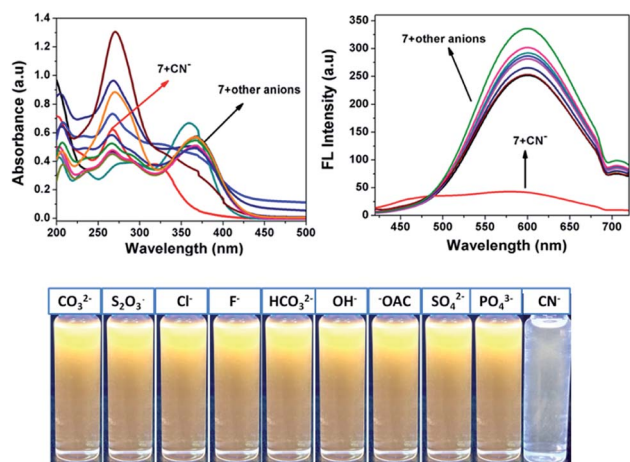 1.4
1.2
1.0
0.8
0.6
0.4
0.2
0.0
Absorbance (a.u)
7+CN⁻
7+other anions
200 250 300 350 400 450 500
Wavelength (nm)
350
300
250
200
150
100
50
0
FL Intensity (a.u)
7+other anions
7+CN⁻
450 500 550 600 650 700
Wavelength (nm)
CO₃²⁻ S₂O₃⁻ Cl⁻ F⁻ HCO₃²⁻ OH⁻ ⁻OAC SO₄²⁻ PO₄³⁻ CN⁻